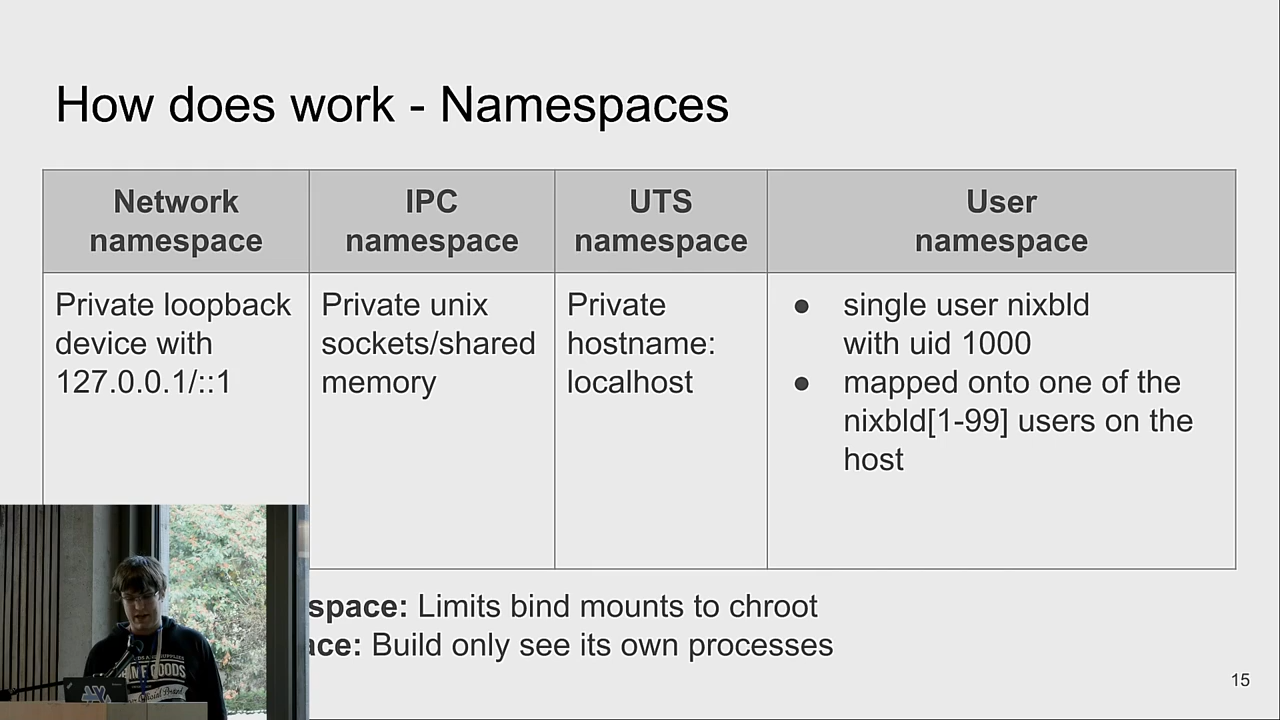 How does work - Namespaces
Network
namespace
IPC
namespace
UTS
namespace
User
namespace
Private loopback
device with
127.0.0.1/::1
Private unix
sockets/shared
memory
Private
hostname:
localhost
● single user nixbld
with uid 1000
● mapped onto one of the
nixbld[1-99] users on the
host
space: Limits bind mounts to chroot
ace: Build only see its own processes
GOODS
15